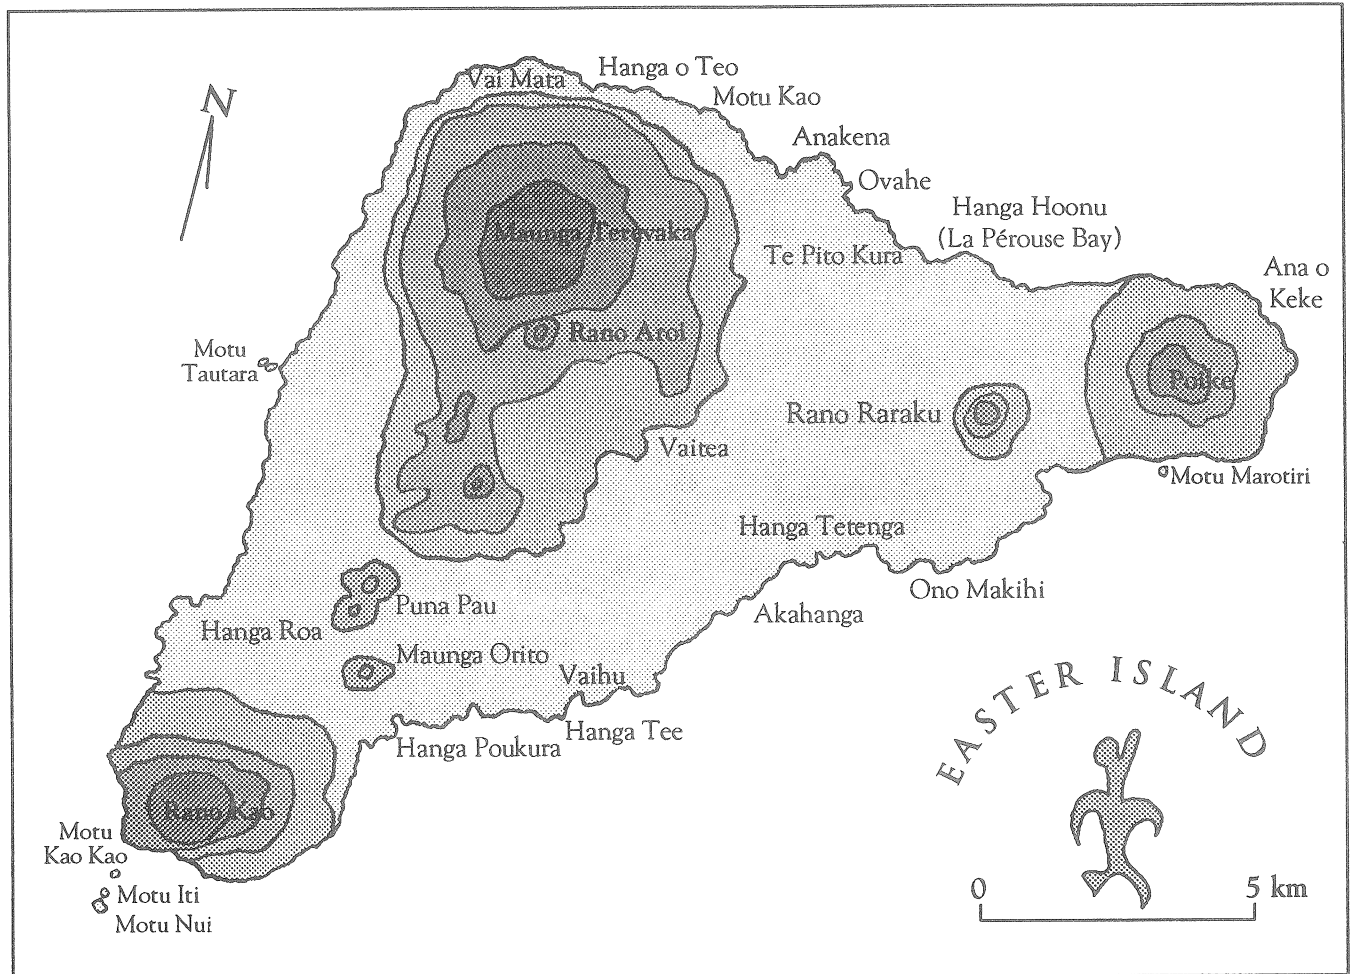 N
Vai Mata
Hanga o Teo
Motu Kao
Anakena
Ovahe
Hanga Hoonu
(La Pérouse Bay)
Maunga Terevaka
Te Pito Kura
Ana o
Keke
Rano Aroi
Motu
Tautara
Poike
Rano Raraku
Vaitea
Motu Marotiri
Hanga Tetenga
Ono Makihi
Puna Pau
Akahanga
Hanga Roa
Maunga Orito
Vaihu
Hanga Tee
Hanga Poukura
EASTER ISLAND
Rano Kao
Motu
Kao Kao
Motu Iti
Motu Nui
0 5 km